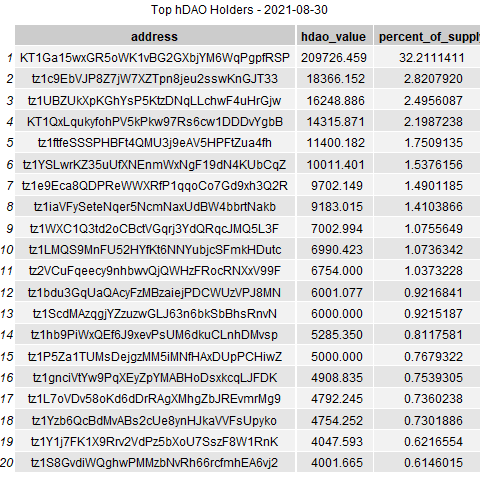 Top hDAO Holders - 2021-08-30
address hdao_value percent_of_supply
1 KT1Ga15wxGR5oWK1vBG2GXbjYM6WqPgpfRSP 209726.459 32.2111411
2 tz1c9EbVJP8Z7jW7XZTpn8jeu2sswKnGJT33 18366.152 2.8207920
3 tz1UBZUkXpKGhYsP5KtzDNqLLchwF4uHrGjw 16248.886 2.4956087
4 KT1QxLqukyfohPV5kPkw97Rs6cw1DDDvYgbB 14315.871 2.1987238
5 tz1ftfeSSSPHBFt4QMU3j9eAV5HPFtZua4fh 11400.182 1.7509135
6 tz1YSLwrKZ35uUfXNEnmWxNgF19dN4KUbCqZ 10011.401 1.5376156
7 tz1e9Eca8QDPReWWXRfP1qqoCo7Gd9xh3Q2R 9702.149 1.4901185
8 tz1iaVFySeteNqer5NcmNaxUdBW4bbrtNakb 9183.015 1.4103866
9 tz1WXC1Q3td2oCBctVGqrj3YdQRqcJMQ5L3F 7002.994 1.0755649
10 tz1LMQS9MnFU52HYfKt6NNYubjcSFmkHDutc 6990.423 1.0736342
11 tz2VCuFqeecy9nhbwvQjQWHzFRocRNXxV99F 6754.000 1.0373228
12 tz1bdu3GqUaQAcyFzMBzaiejPDCWUzVPJ8MN 6001.077 0.9216841
13 tz1ScdMAzqgjYZzuzwGLJ63n6bkSbBhsRnvN 6000.000 0.9215187
14 tz1hb9PiWxQEf6J9xevPsUM6dkuCLnhDMvsp 5285.350 0.8117581
15 tz1P5Za1TUMsDejgzMM5iMNfHAxDUpPCHiwZ 5000.000 0.7679322
16 tz1gnciVtYw9PqXEyZpYMABHoDsxkcqLJFDK 4908.835 0.7539305
17 tz1L7oVDv58oKd6dDrRAgXMhgZbJREvmrMg9 4792.245 0.7360238
18 tz1Yzb6QcBdMvABs2cUe8ynHJkaVVFsUpyko 4754.252 0.7301886
19 tz1Y1j7FK1X9Rrv2VdPz5bXoU7SszF8W1RnK 4047.593 0.6216554
20 tz1S8GvdiWQghwPMMzbNvRh66rcfmhEA6vj2 4001.665 0.6146015